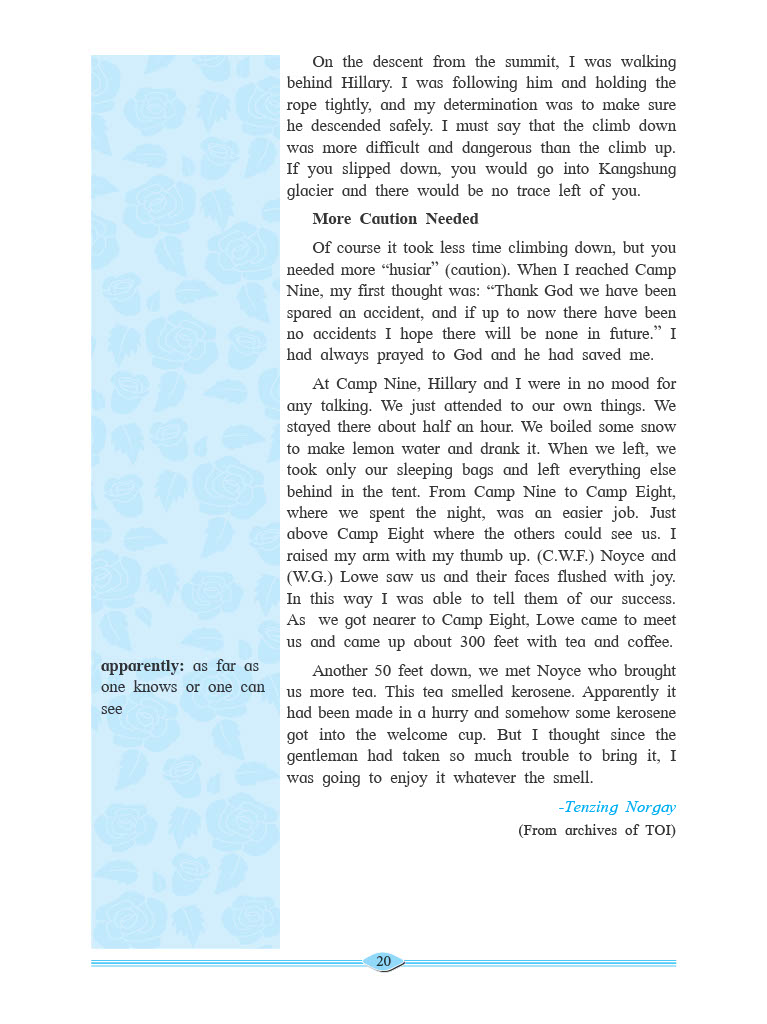 On the descent from the summit, I was walking
behind Hillary. I was following him and holding the
rope tightly, and my determination was to make sure
he descended safely. I must say that the climb down
was more difficult and dangerous than the climb up.
If you slipped down, you would go into Kangshung
glacier and there would be no trace left of you.
More Caution Needed
Of course it took less time climbing down, but you
needed more “husiar” (caution). When I reached Camp
Nine, my first thought was: “Thank God we have been
spared an accident, and if up to now there have been
no accidents I hope there will be none in future.” I
had always prayed to God and he had saved me.
At Camp Nine, Hillary and I were in no mood for
any talking. We just attended to our own things. We
stayed there about half an hour. We boiled some snow
to make lemon water and drank it. When we left, we
took only our sleeping bags and left everything else
behind in the tent. From Camp Nine to Camp Eight,
where we spent the night, was an easier job. Just
above Camp Eight where the others could see us. I
raised my arm with my thumb up. (C.W.F.) Noyce and
(W.G.) Lowe saw us and their faces flushed with joy.
In this way I was able to tell them of our success.
As we got nearer to Camp Eight, Lowe came to meet
us and came up about 300 feet with tea and coffee.
apparently: as far as
one knows or one can
see
Another 50 feet down, we met Noyce who brought
us more tea. This tea smelled kerosene. Apparently it
had been made in a hurry and somehow some kerosene
got into the welcome cup. But I thought since the
gentleman had taken so much trouble to bring it, I
was going to enjoy it whatever the smell.
-Tenzing Norgay
(From archives of TOI)
20